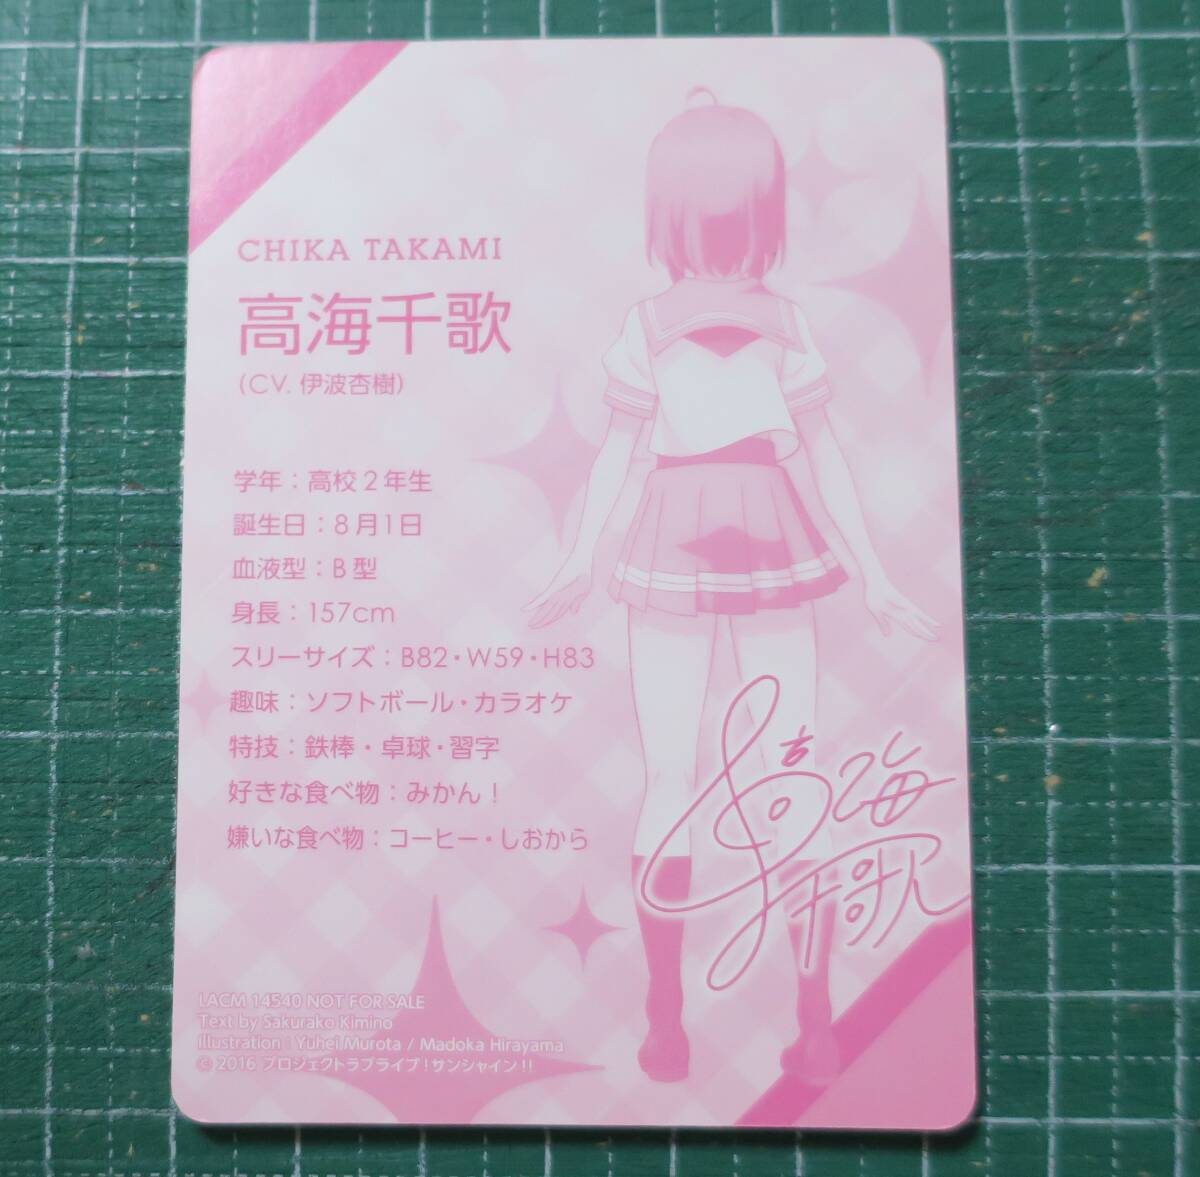 CHIKA TAKAMI
高海千歌
(CV. 伊波杏樹)
学年：高校2年生
誕生日：8月1日
血液型：B型
身長：157cm
スリーサイズ：B82・W59・H83
趣味：ソフトボール・カラオケ
特技：鉄棒・卓球・習字
好きな食べ物：みかん！
嫌いな食べ物：コーヒー・しおから
高海
千歌
LACM 14540 NOT FOR SALE
Text by Sakurako Kimino
Illustration : Yuhei Murota / Madoka Hirayama
© 2016 プロジェクトラブライブ！サンシャイン!!